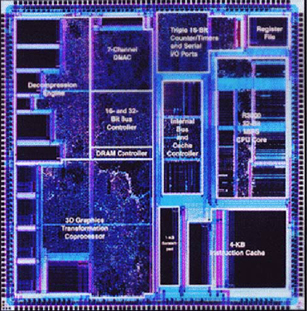 Decompression
Engine
7-Channel
DMAC
Triple 16-Bit
Counter/Timers
and Serial
I/O Ports
Register
File
16- and 32-
Bit Bus
Controller
DRAM Controller
Internal
Bus
and
Cache
Controller
R3000
32-Bit
CPU Core
3D Graphics
Transformation
Coprocessor
4-KB
Instruction Cache